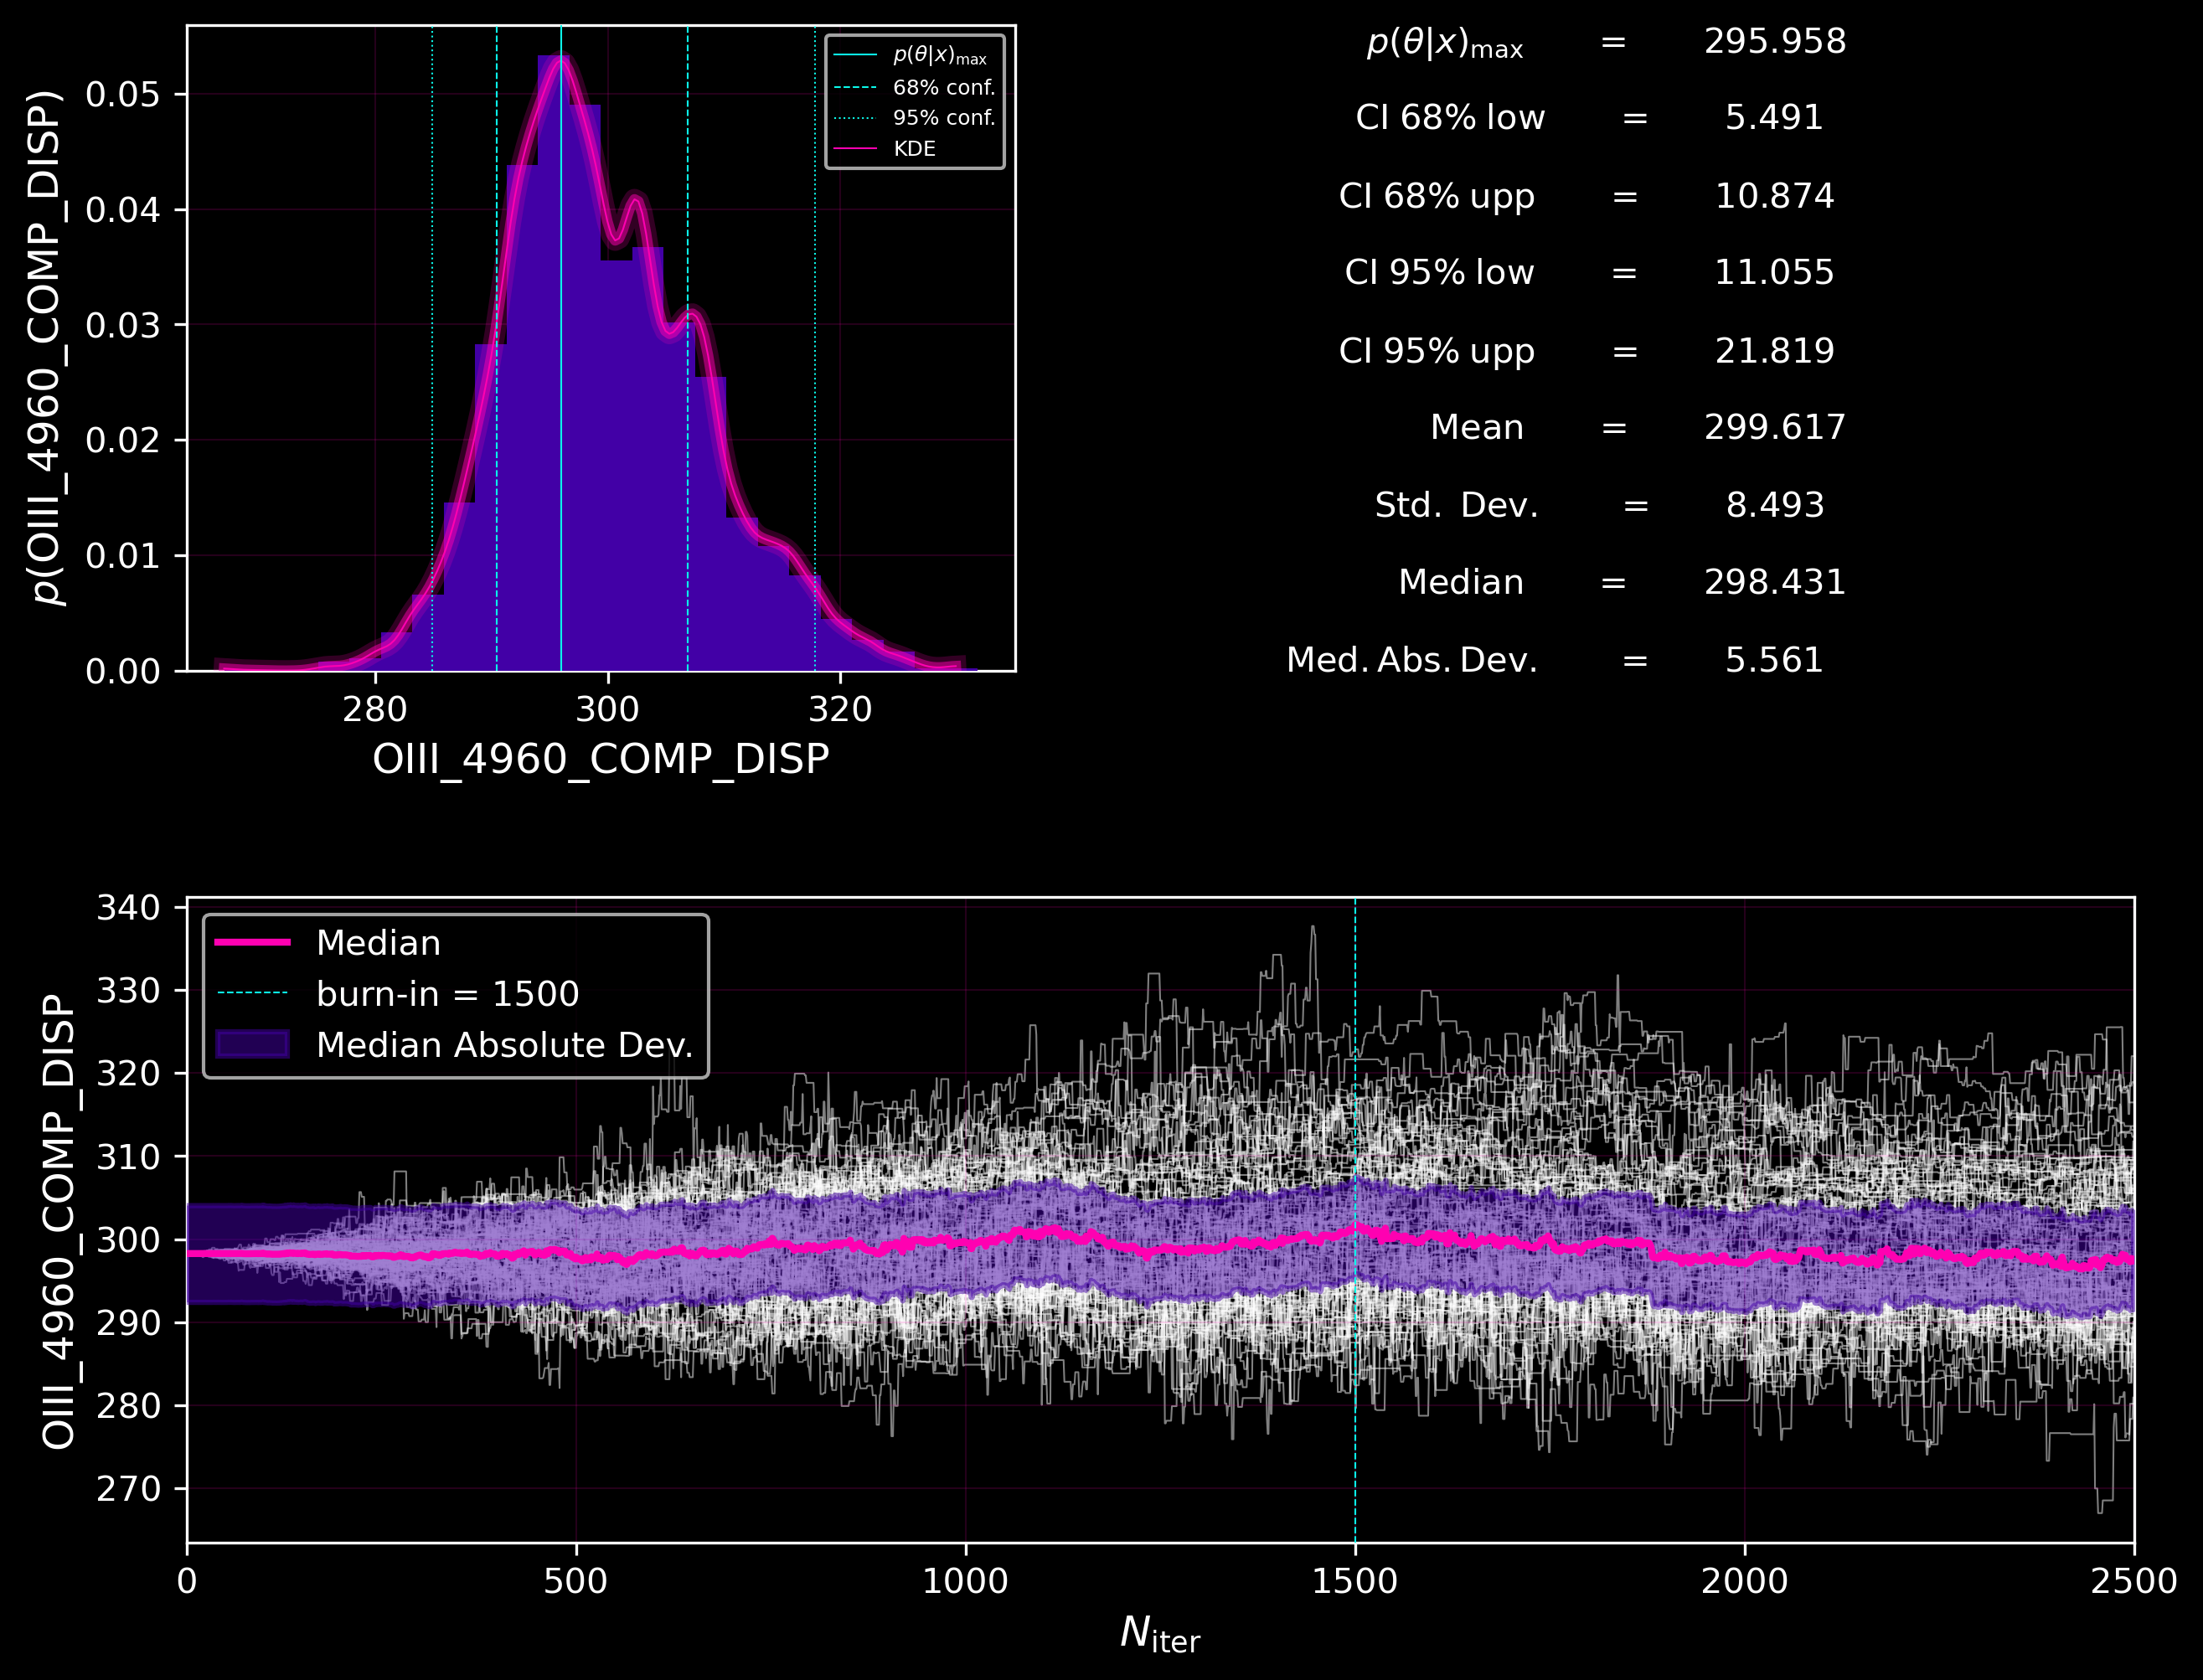 p(OIII_4960_COMP_DISP)
0.05
0.04
0.03
0.02
0.01
0.00
280 300 320
OIII_4960_COMP_DISP
p(θ|x)max
68% conf.
95% conf.
KDE
p(θ|x)max = 295.958
CI 68% low = 5.491
CI 68% upp = 10.874
CI 95% low = 11.055
CI 95% upp = 21.819
Mean = 299.617
Std. Dev. = 8.493
Median = 298.431
Med. Abs. Dev. = 5.561
OIII_4960_COMP_DISP
340
330
320
310
300
290
280
270
Median
burn-in = 1500
Median Absolute Dev.
0 500 1000 1500 2000 2500
Niter